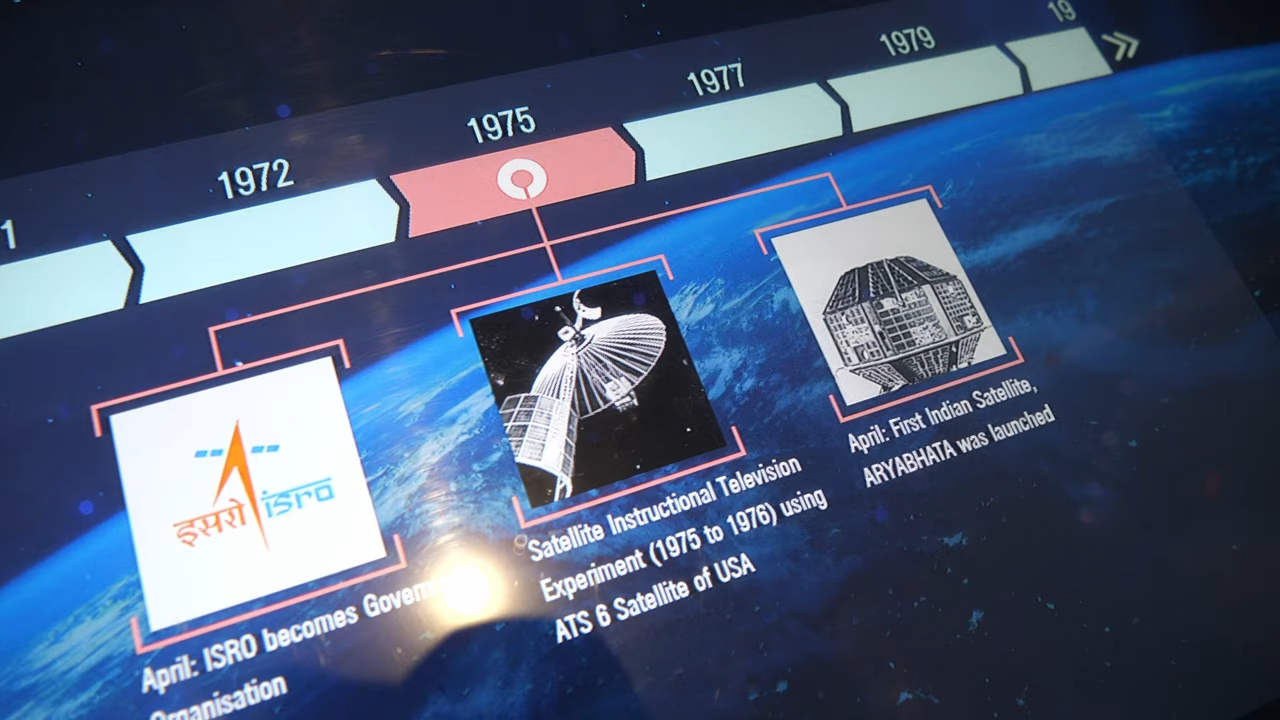 1
1972
1975
1977
1979
19
इसरो isro
April: ISRO becomes
Organisation
Satellite Instructional Television
Experiment (1975 to 1976) using
ATS 6 Satellite of USA
April: First Indian Satellite,
ARYABHATA was launched